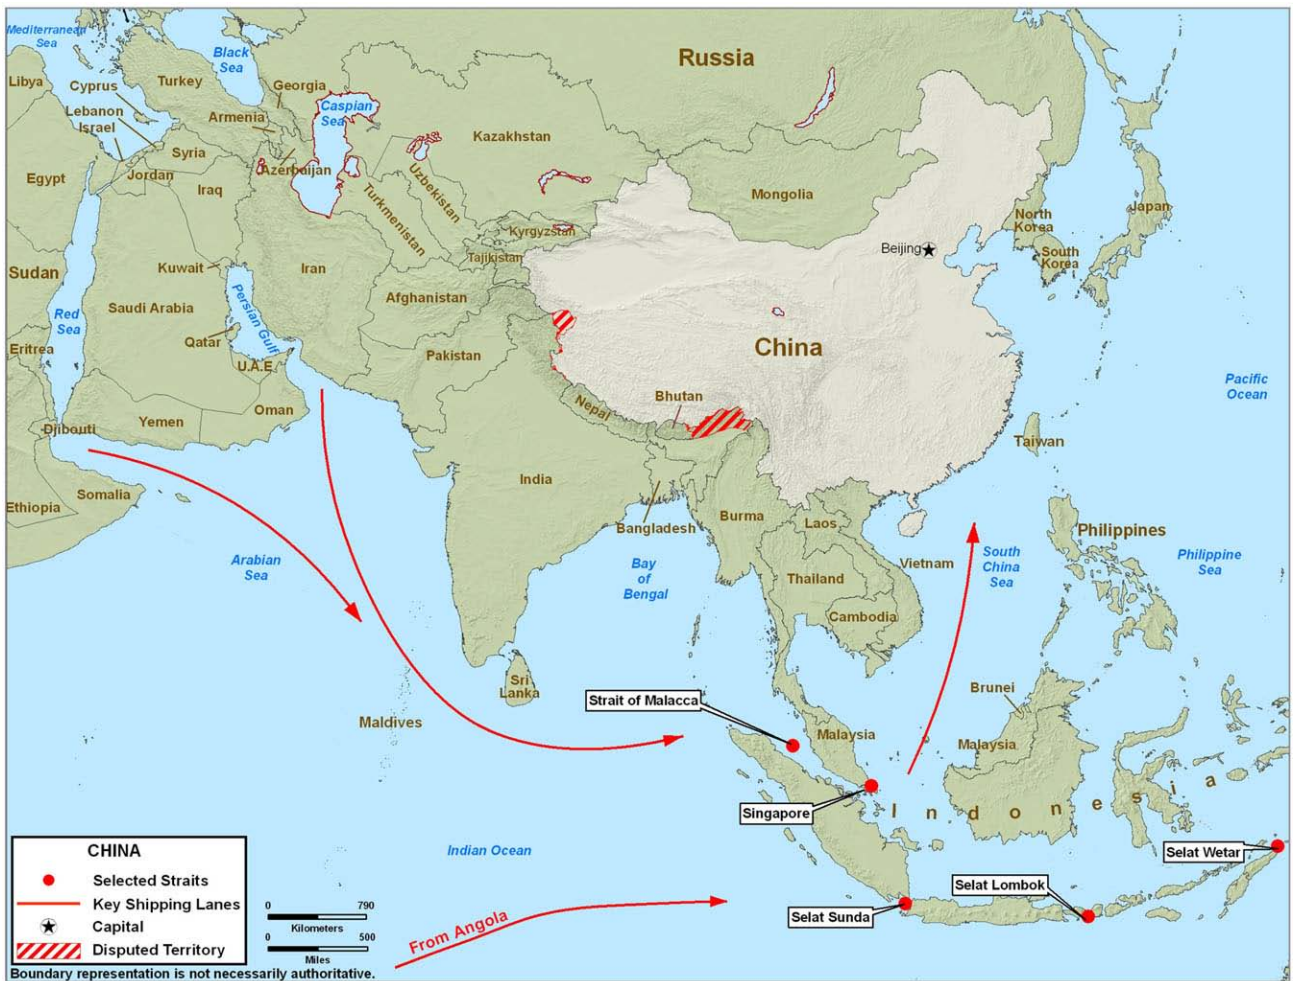 Mediterranean
Sea
Black
Sea
Russia
Libya
Cyprus
Turkey
Georgia
Lebanon
Israel
Armenia
Caspian
Sea
Kazakhstan
Syria
Azerbaijan
Uzbekistan
Egypt
Jordan
Iraq
Turkmenistan
Mongolia
Kyrgyzstan
Tajikistan
North
Korea
Japan
South
Korea
Beijing
Sudan
Kuwait
Iran
Afghanistan
Saudi Arabia
Persian Gulf
Red
Sea
Qatar
Eritrea
U.A.E
Pakistan
China
Pacific
Ocean
Bhutan
Nepal
Oman
Yemen
Djibouti
Taiwan
Somalia
India
Ethiopia
Bangladesh
Burma
Laos
Philippines
Arabian
Sea
Bay
of
Bengal
Vietnam
South
China
Sea
Philippine
Sea
Thailand
Cambodia
Sri
Lanka
Strait of Malacca
Brunei
Maldives
Malaysia
Malaysia
Singapore
Indonesia
Indian Ocean
Selat Wetar
Selat Lombok
Selat Sunda
From Angola
CHINA
Selected Straits
Key Shipping Lanes
Capital
Disputed Territory
0 790
Kilometers
0 500
Miles
Boundary representation is not necessarily authoritative.